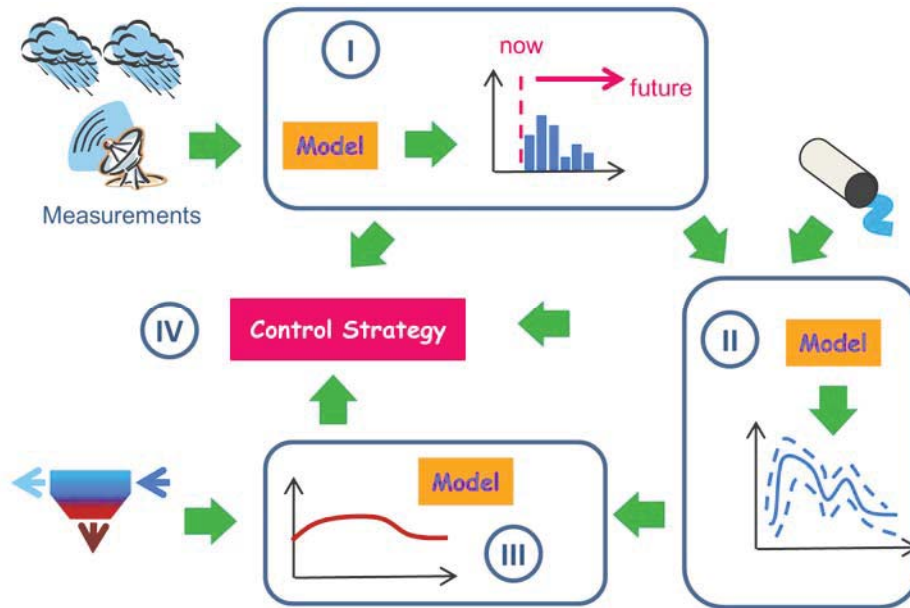 I
now
future
Model
Measurements
IV
Control Strategy
II
Model
Model
III